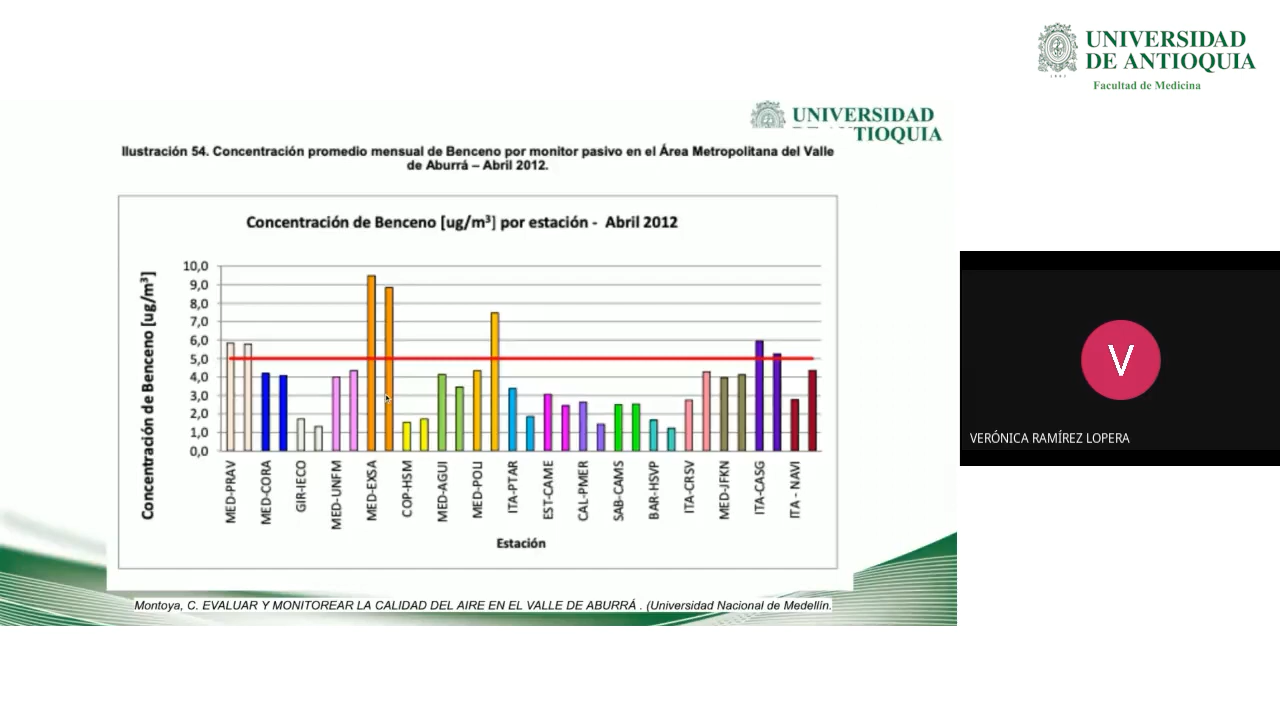 UNIVERSIDAD
DE ANTIOQUIA
Facultad de Medicina
UNIVERSIDAD
TIOQUIA
Ilustración 54. Concentración promedio mensual de Benceno por monitor pasivo en el Área Metropolitana del Valle
de Aburrá – Abril 2012.
Concentración de Benceno [ug/m³] por estación - Abril 2012
Concentración de Benceno [ug/m³]
10,0
9,0
8,0
7,0
6,0
5,0
4,0
3,0
2,0
1,0
0,0
MED-PRAV
MED-CORA
GIR-IECO
MED-UNFM
MED-EXSA
COP-HSM
MED-AGUI
MED-POLI
ITA-PTAR
EST-CAME
CAL-PMER
SAB-CAMS
BAR-HSVP
ITA-CRSV
MED-JFKN
ITA-CASG
ITA - NAVI
Estación
Montoya, C. EVALUAR Y MONITOREAR LA CALIDAD DEL AIRE EN EL VALLE DE ABURRÁ . (Universidad Nacional de Medellín.
V
VERÓNICA RAMÍREZ LOPERA